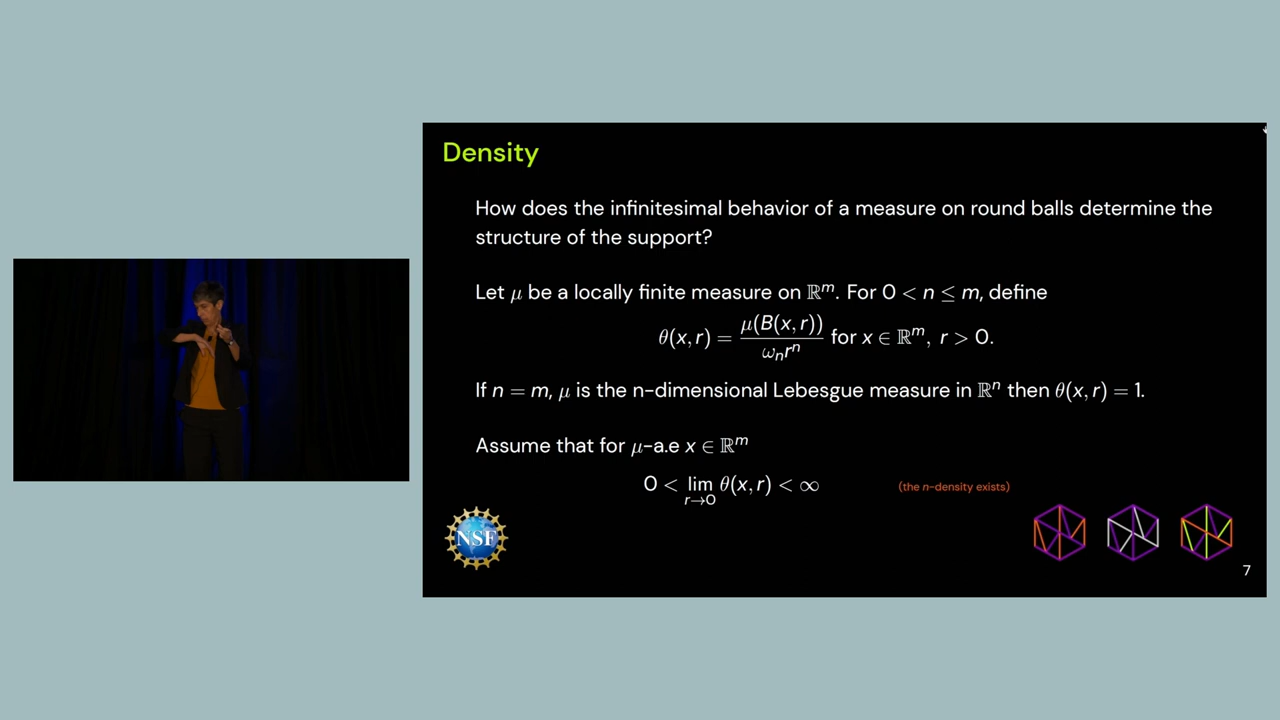 Density
How does the infinitesimal behavior of a measure on round balls determine the
structure of the support?
Let μ be a locally finite measure on ℝᵐ. For 0 < n ≤ m, define
θ(x, r) = μ(B(x, r)) / ωₙrⁿ for x ∈ ℝᵐ, r > 0.
If n = m, μ is the n-dimensional Lebesgue measure in ℝⁿ then θ(x, r) = 1.
Assume that for μ-a.e x ∈ ℝᵐ
0 < lim r→0 θ(x, r) < ∞ (the n-density exists)
NSF
7